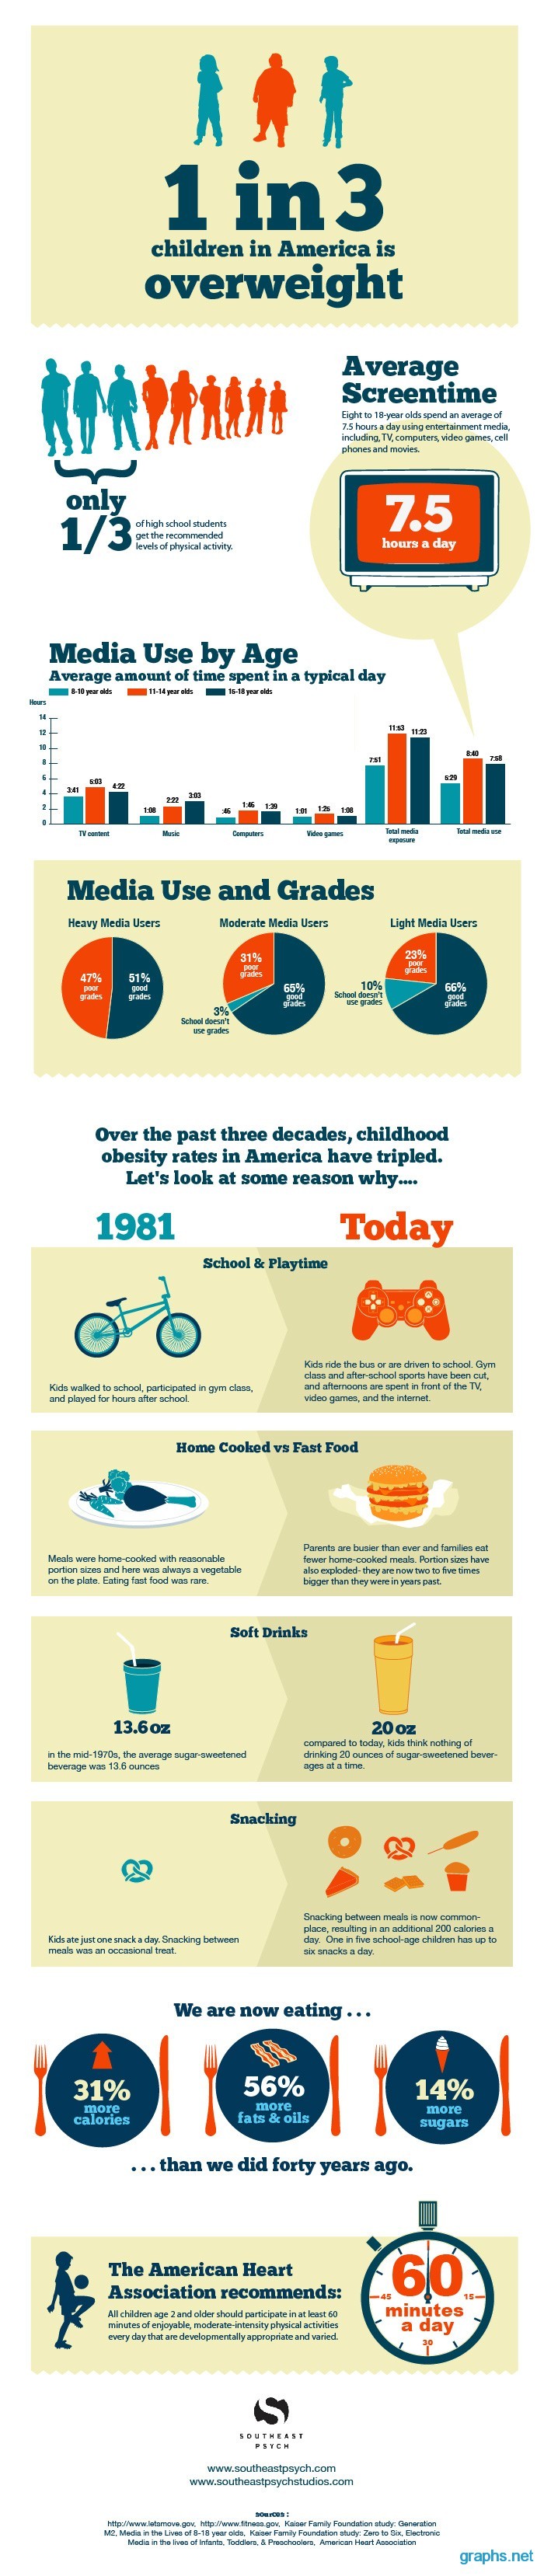 1 in 3
children in America is
overweight
only
1/3
of high school students
get the recommended
levels of physical activity.
Average
Screentime
Eight to 18-year olds spend an average of
7.5 hours a day using entertainment media,
including, TV, computers, video games, cell
phones and movies.
7.5
hours a day
Media Use by Age
Average amount of time spent in a typical day
8-10 year olds
11-14 year olds
15-18 year olds
Hours
14
12
10
8
6
4
2
0
3:41
5:03
4:22
TV content
1:08
2:22
3:03
Music
:46
1:46
1:39
Computers
1:01
1:25
1:08
Video games
7:51
11:53
11:23
Total media
exposure
5:29
8:40
7:58
Total media use
Media Use and Grades
Heavy Media Users
47%
poor
grades
51%
good
grades
Moderate Media Users
31%
poor
grades
65%
good
grades
3%
School doesn't
use grades
Light Media Users
23%
poor
grades
10%
School doesn't
use grades
66%
good
grades
Over the past three decades, childhood
obesity rates in America have tripled.
Let's look at some reason why....
1981
Today
School & Playtime
Kids walked to school, participated in gym class,
and played for hours after school.
Kids ride the bus or are driven to school. Gym
class and after-school sports have been cut,
and afternoons are spent in front of the TV,
video games, and the internet.
Home Cooked vs Fast Food
Meals were home-cooked with reasonable
portion sizes and here was always a vegetable
on the plate. Eating fast food was rare.
Parents are busier than ever and families eat
fewer home-cooked meals. Portion sizes have
also exploded- they are now two to five times
bigger than they were in years past.
Soft Drinks
13.6 oz
in the mid-1970s, the average sugar-sweetened
beverage was 13.6 ounces
20 oz
compared to today, kids think nothing of
drinking 20 ounces of sugar-sweetened bever-
ages at a time.
Snacking
Kids ate just one snack a day. Snacking between
meals was an occasional treat.
Snacking between meals is now common-
place, resulting in an additional 200 calories a
day. One in five school-age children has up to
six snacks a day.
We are now eating . . .
31%
more
calories
56%
more
fats & oils
14%
more
sugars
. . . than we did forty years ago.
The American Heart
Association recommends:
All children age 2 and older should participate in at least 60
minutes of enjoyable, moderate-intensity physical activities
every day that are developmentally appropriate and varied.
60
45
15
minutes
a day
30
SOUTHEAST
PSYCH
www.southeastpsych.com
www.southeastpsychstudios.com
sources :
http://www.letsmove.gov, http://www.fitness.gov, Kaiser Family Foundation study: Generation
M2, Media in the Lives of 8-18 year olds, Kaiser Family Foundation study: Zero to Six, Electronic
Media in the lives of Infants, Toddlers, & Preschoolers, American Heart Association
graphs.net